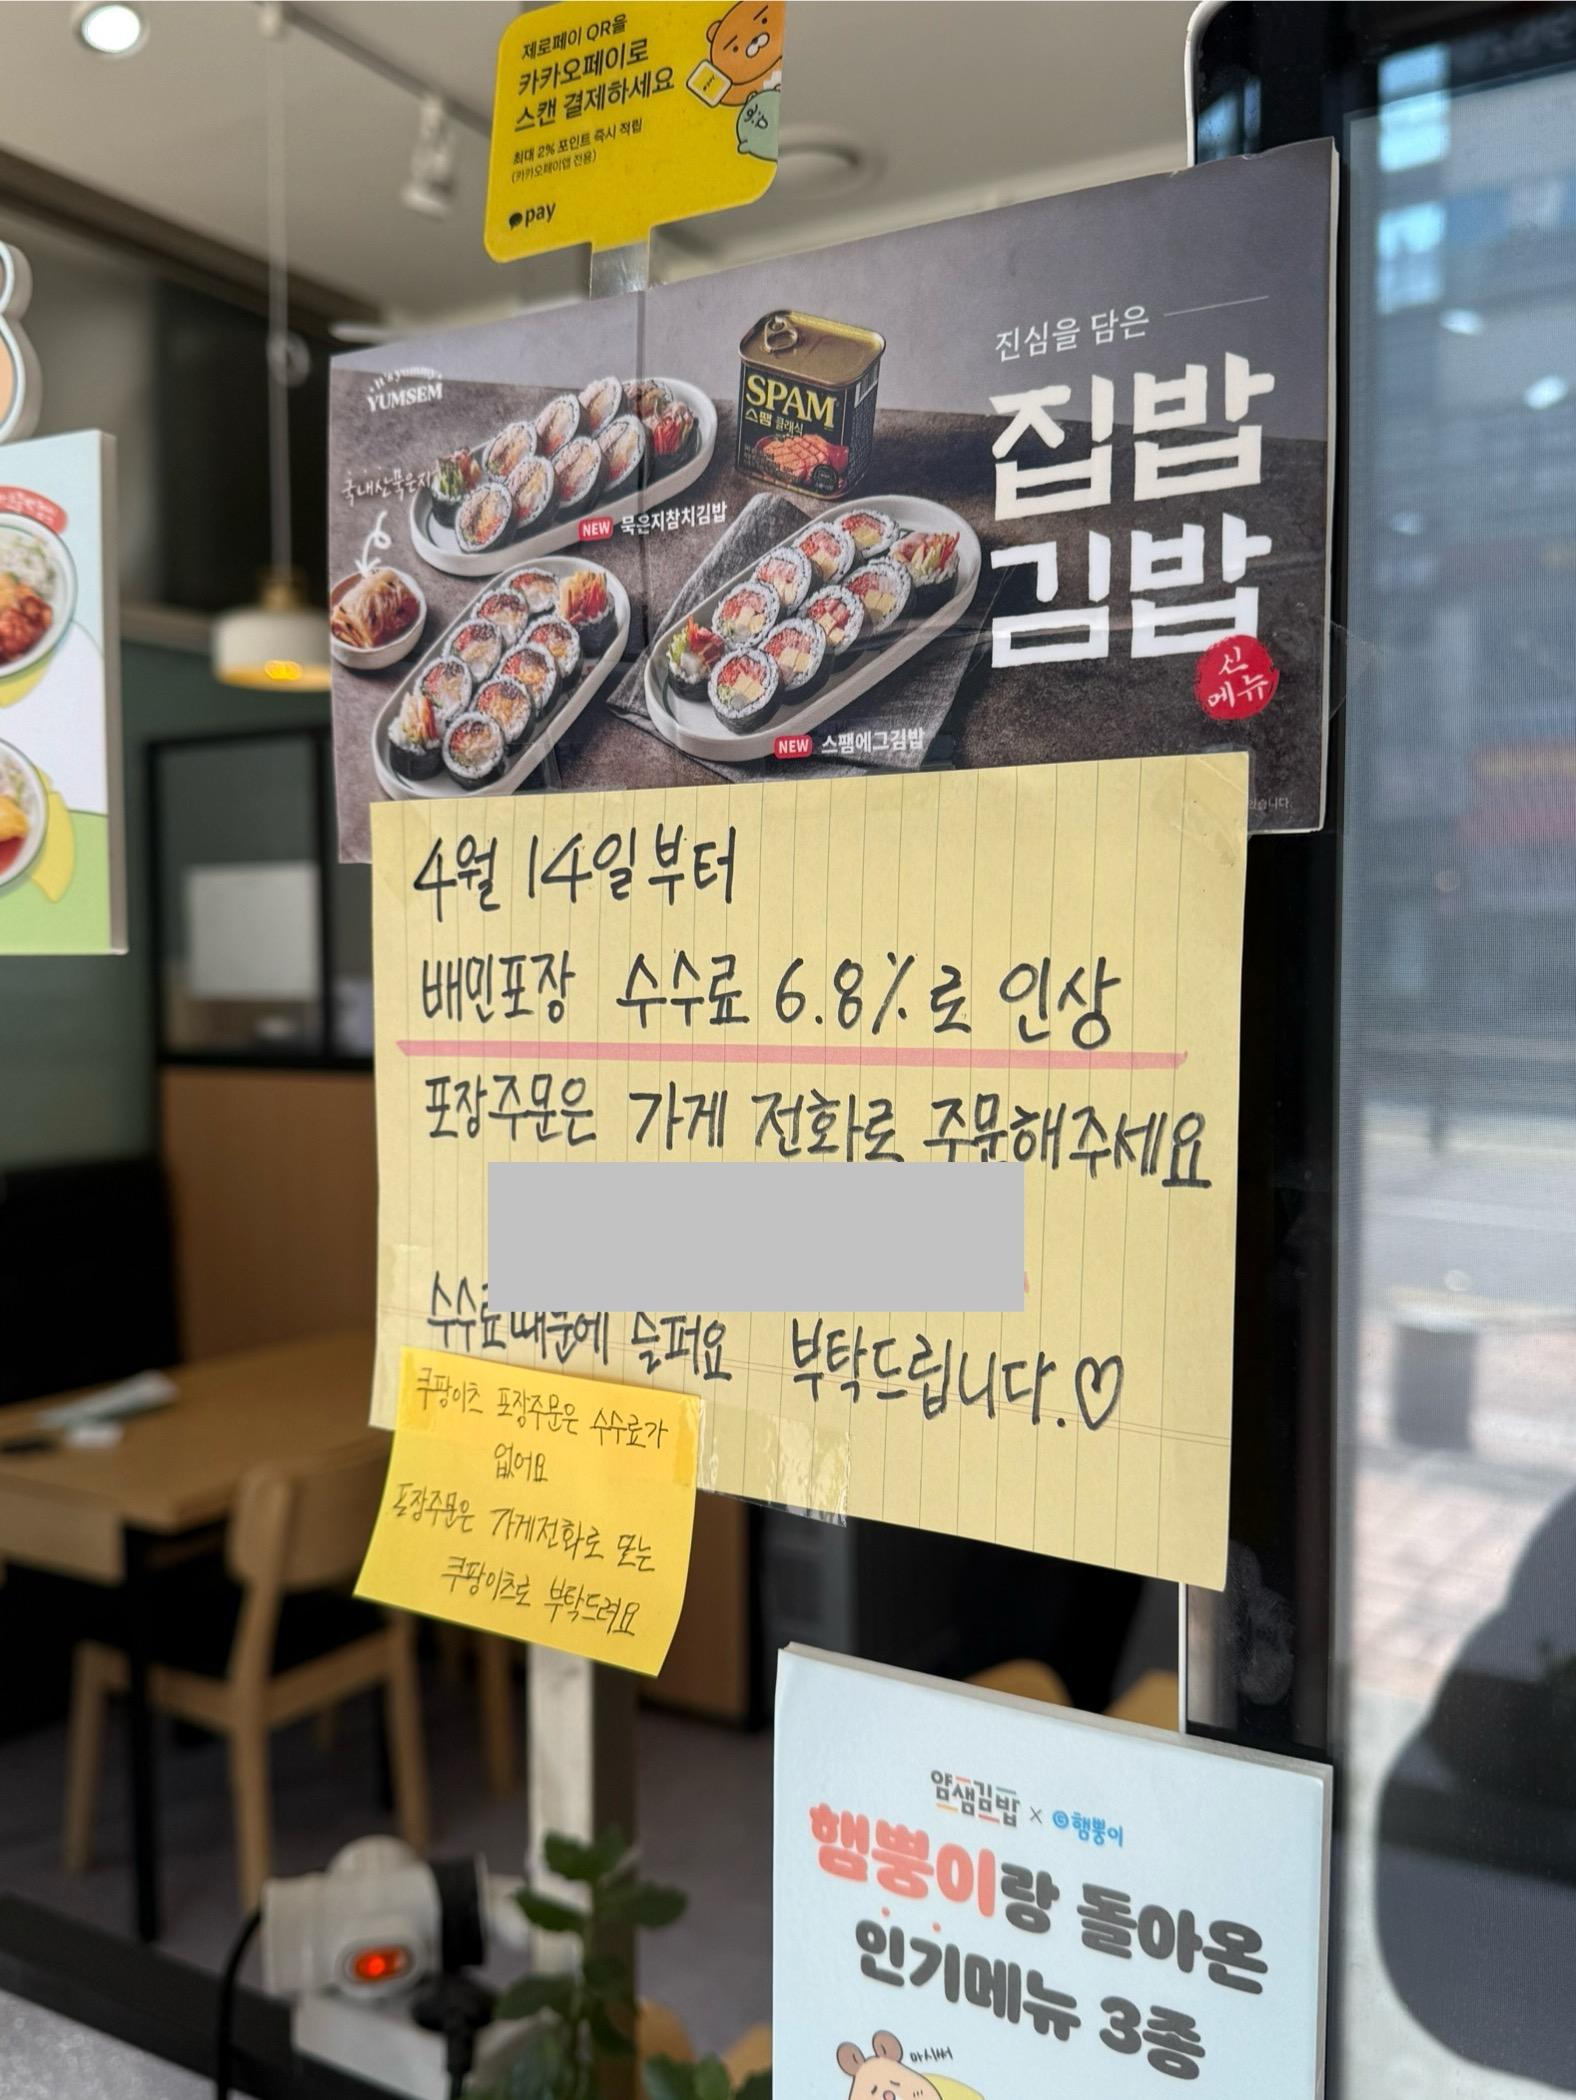 제로페이 QR을
카카오페이로
스캔 결제하세요
최대 2% 포인트 즉시 적립
(카카오페이앱 전용)
pay
진심을 담은
집밥
김밥
신
메뉴
It's yummy
YUMSEM
SPAM
스팸 클래식
국내산묵은지
NEW 묵은지참치김밥
NEW 스팸에그김밥
4월 14일부터
배민포장 수수료 6.8%로 인상
포장주문은 가게 전화로 주문해주세요
수수료때문에 슬퍼요 부탁드립니다.♡
쿠팡이츠 포장주문은 수수료가
없어요
포장주문은 가게전화로 또는
쿠팡이츠로 부탁드려요
얌샘김밥 x ©햄뿡이
햄뿡이랑 돌아온
인기메뉴 3종